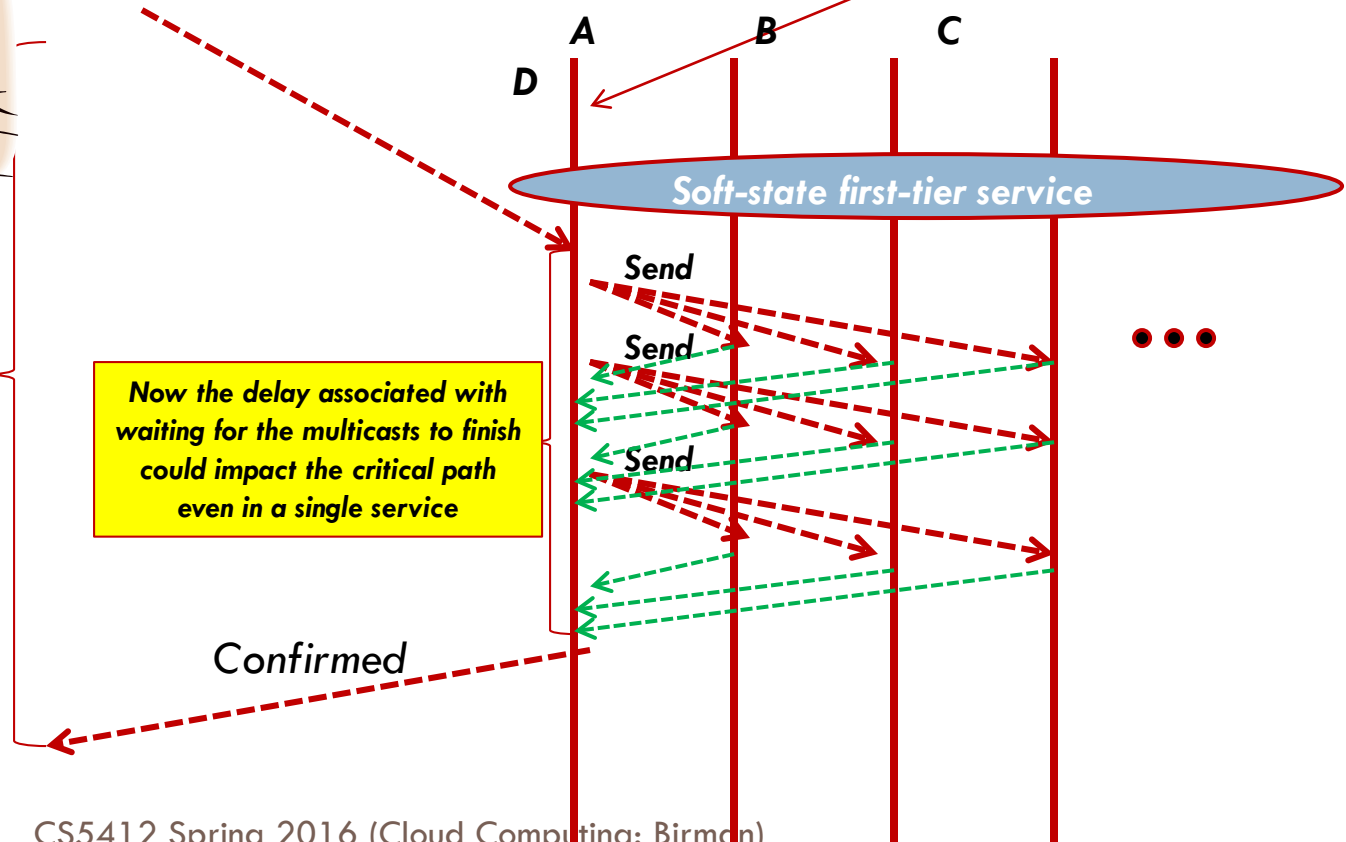 A B C
D
Soft-state first-tier service
Send
Send
Send
Now the delay associated with
waiting for the multicasts to finish
could impact the critical path
even in a single service
Confirmed
CS5412 Spring 2016 (Cloud Computing: Birman)